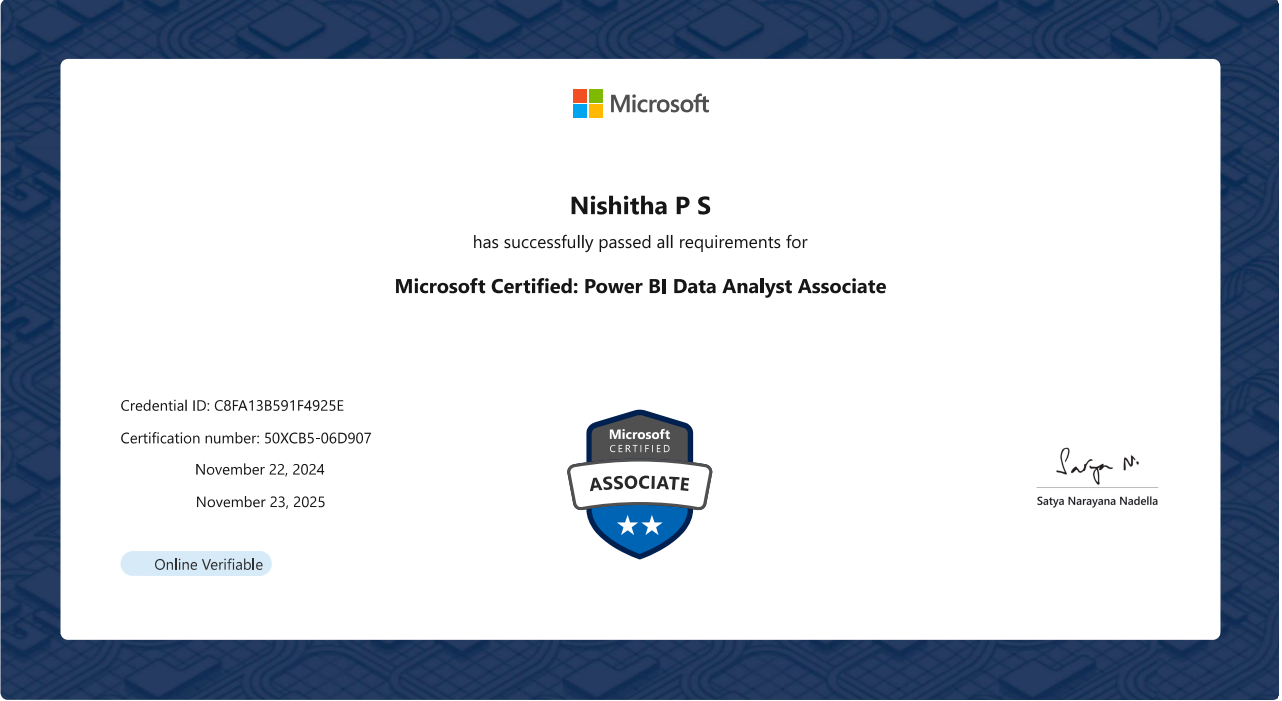 Microsoft
Nishitha P S
has successfully passed all requirements for
Microsoft Certified: Power BI Data Analyst Associate
Credential ID: C8FA13B591F4925E
Certification number: 50XCB5-06D907
November 22, 2024
November 23, 2025
Online Verifiable
Microsoft
CERTIFIED
ASSOCIATE
Satya N.
Satya Narayana Nadella